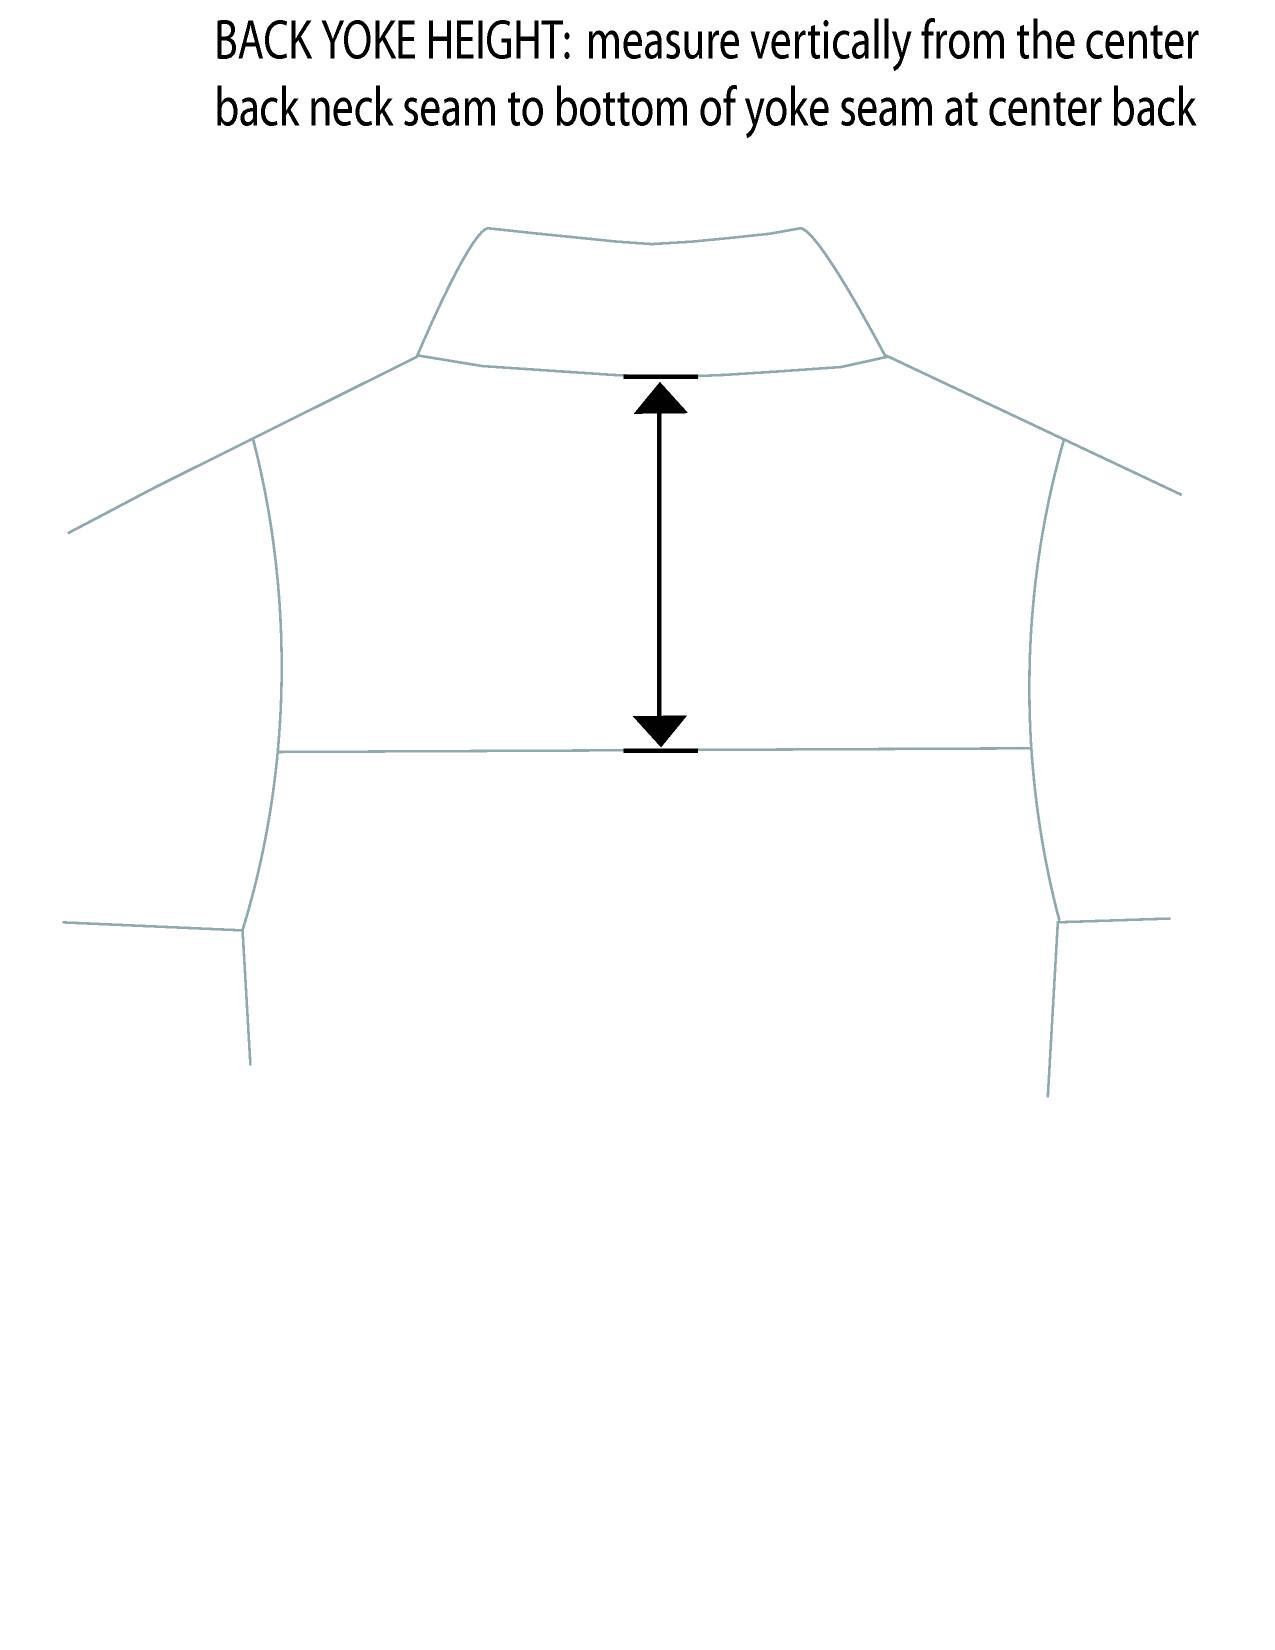 BACK YOKE HEIGHT: measure vertically from the center
back neck seam to bottom of yoke seam at center back